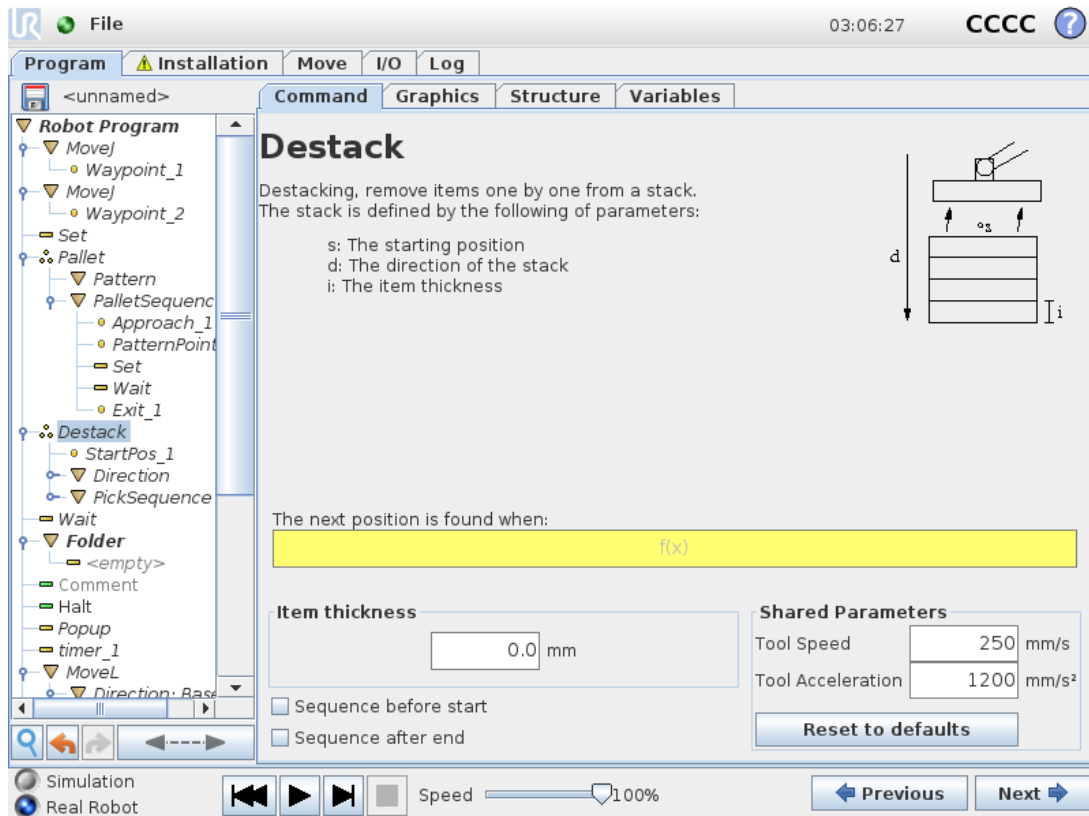 UR File 03:06:27 CCCC ?
Program Installation Move I/O Log
<unnamed>
Command Graphics Structure Variables
Robot Program
MoveJ
Waypoint_1
MoveJ
Waypoint_2
Set
Pallet
Pattern
PalletSequenc
Approach_1
PatternPoint
Set
Wait
Exit_1
Destack
StartPos_1
Direction
PickSequence
Wait
Folder
<empty>
Comment
Halt
Popup
timer_1
MoveL
Direction: Base
Destack
Destacking, remove items one by one from a stack.
The stack is defined by the following of parameters:
s: The starting position
d: The direction of the stack
i: The item thickness
s
d
i
The next position is found when:
f(x)
Item thickness
0.0 mm
Sequence before start
Sequence after end
Shared Parameters
Tool Speed 250 mm/s
Tool Acceleration 1200 mm/s²
Reset to defaults
Simulation
Real Robot
Speed 100%
Previous Next